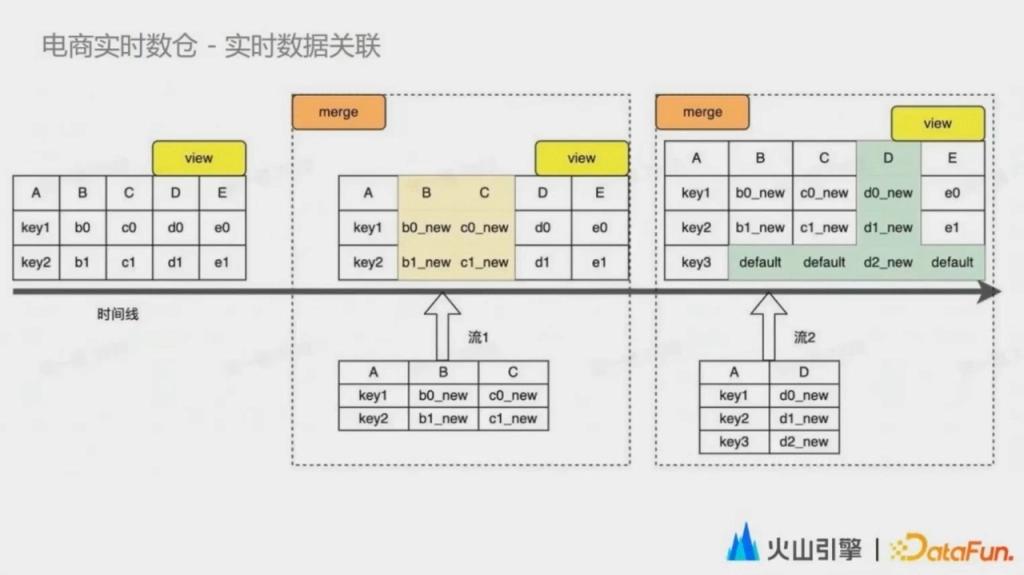 电商实时数仓 - 实时数据关联
view
A B C D E
key1 b0 c0 d0 e0
key2 b1 c1 d1 e1
时间线
merge
view
A B C D E
key1 b0_new c0_new d0 e0
key2 b1_new c1_new d1 e1
流1
A B C
key1 b0_new c0_new
key2 b1_new c1_new
merge
view
A B C D E
key1 b0_new c0_new d0_new e0
key2 b1_new c1_new d1_new e1
key3 default default d2_new default
流2
A D
key1 d0_new
key2 d1_new
key3 d2_new
火山引擎 | DataFun.